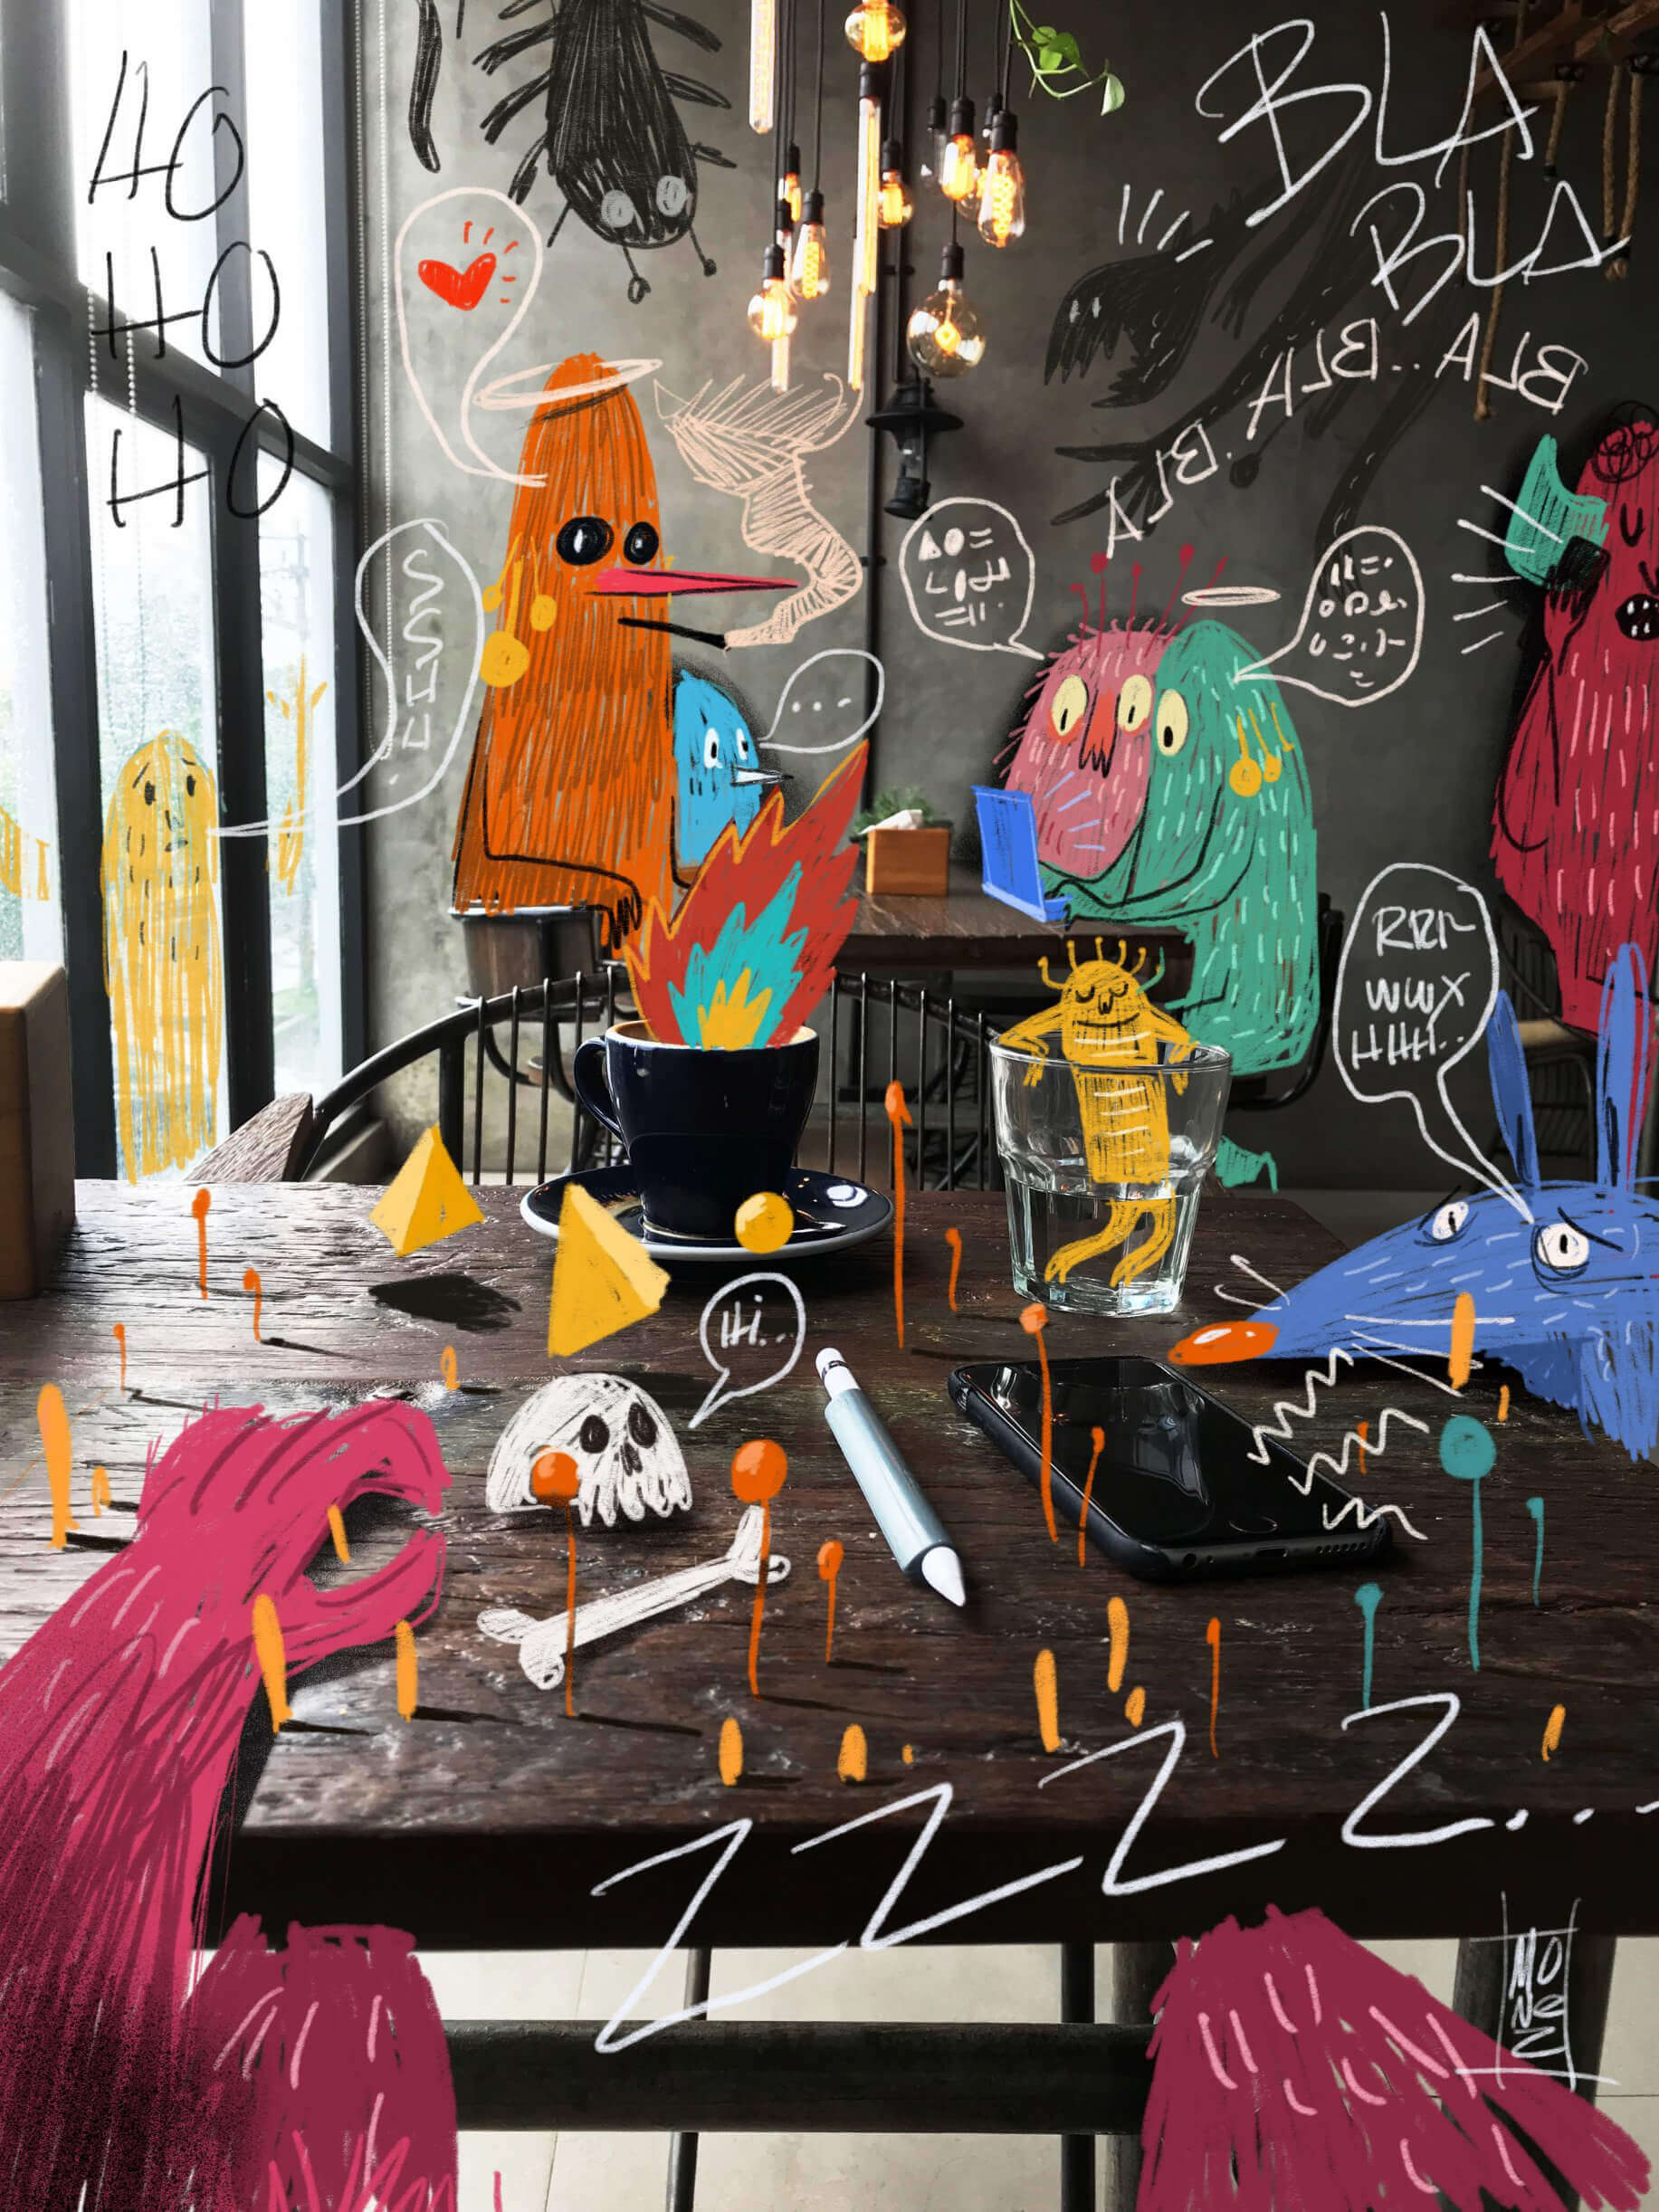 HO
HO
HO
BLA
BLA
BLA.. BLA. BLA
...
RRR
WWX
HHH..
Hi..
ZZZZ...